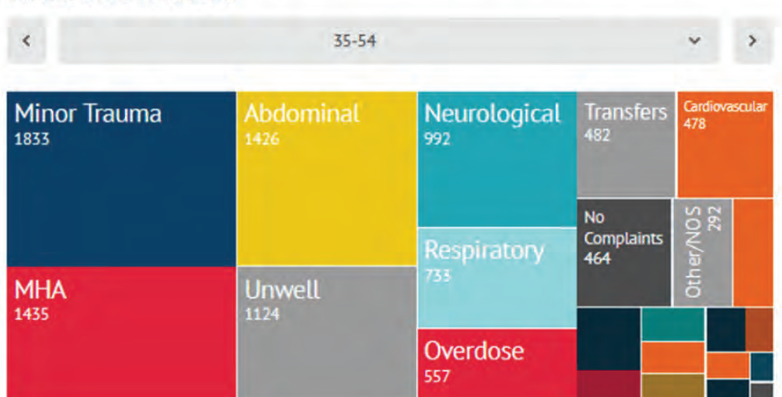 35-54
Minor Trauma
1833
Abdominal
1426
Neurological
992
Transfers
482
Cardiovascular
478
No
Complaints
464
Other/NOS
292
Respiratory
733
MHA
1435
Unwell
1124
Overdose
557